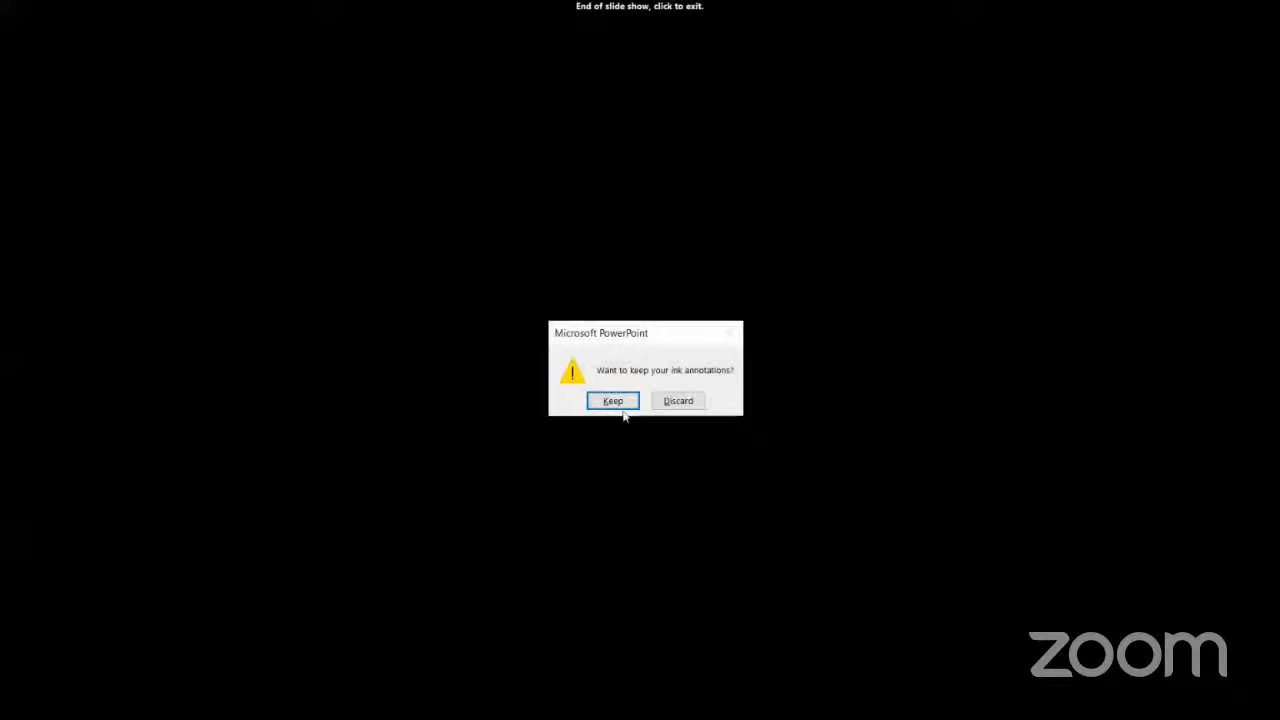 End of slide show, click to exit.
Microsoft PowerPoint
Want to keep your ink annotations?
Keep
Discard
zoom